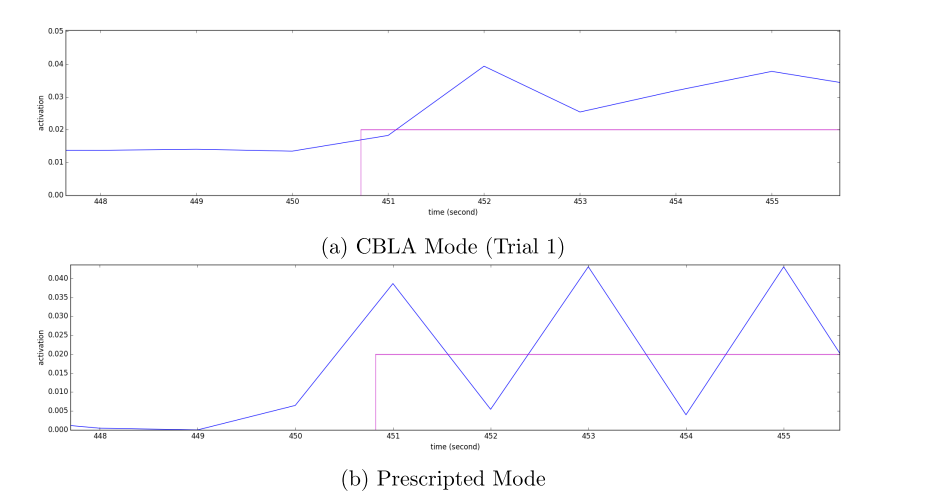 0.05
0.04
0.03
0.02
0.01
0.00
activation
448 449 450 451 452 453 454 455
time (second)
(a) CBLA Mode (Trial 1)
0.040
0.035
0.030
0.025
0.020
0.015
0.010
0.005
0.000
activation
448 449 450 451 452 453 454 455
time (second)
(b) Prescripted Mode